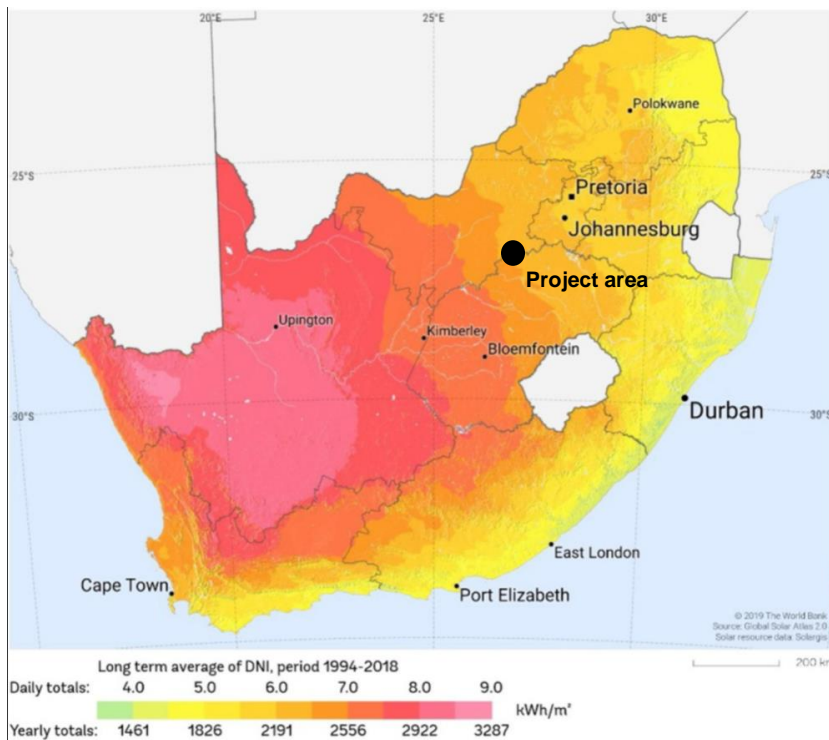 20°E 25°E 30°E
Polokwane
25°S 25°S
Pretoria
Johannesburg
Project area
Upington
Kimberley
Bloemfontein
30°S 30°S
Durban
East London
Cape Town
Port Elizabeth
© 2019 The World Bank
Source: Global Solar Atlas 2.0
Solar resource data: Solargis
Long term average of DNI, period 1994-2018
200 km
Daily totals: 4.0 5.0 6.0 7.0 8.0 9.0
kWh/m²
Yearly totals: 1461 1826 2191 2556 2922 3287